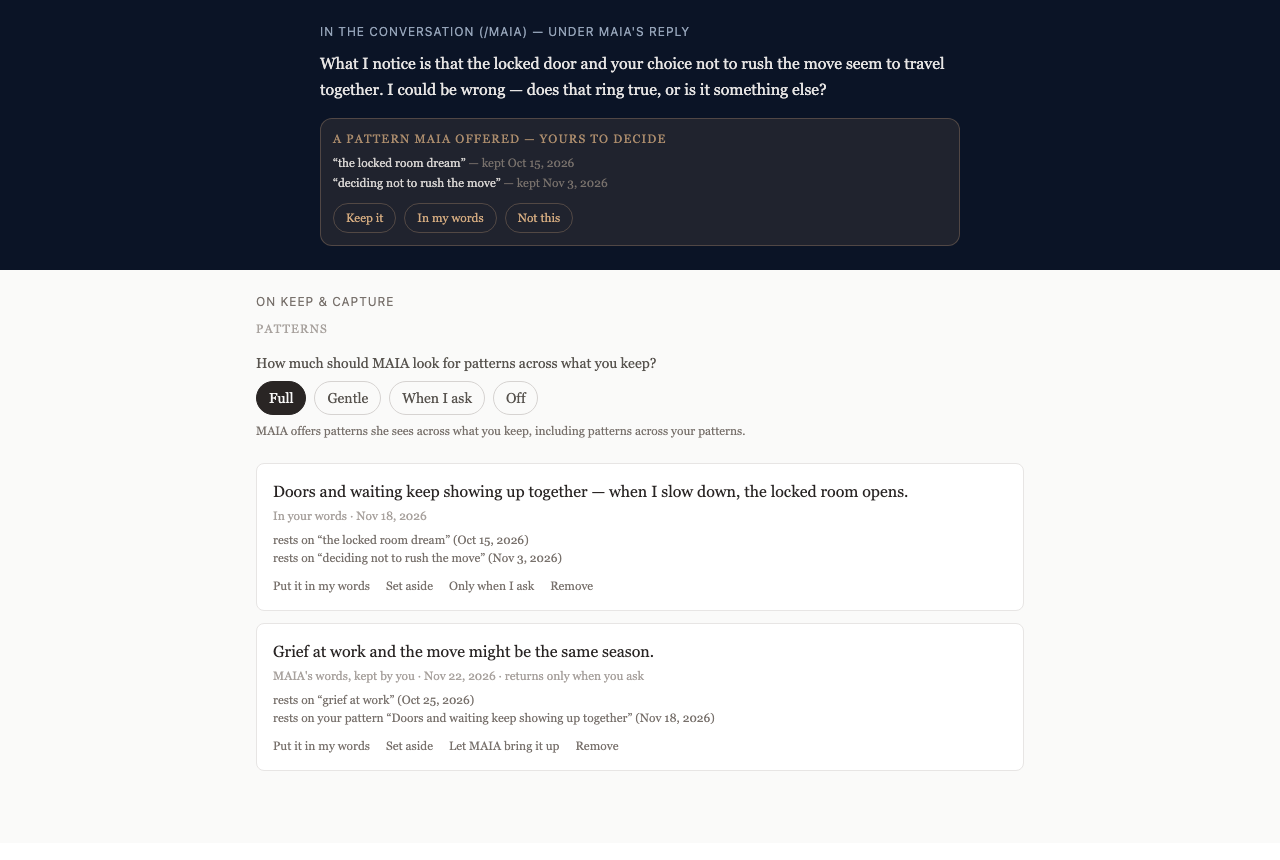 IN THE CONVERSATION (/MAIA) — UNDER MAIA'S REPLY
What I notice is that the locked door and your choice not to rush the move seem to travel
together. I could be wrong — does that ring true, or is it something else?
A PATTERN MAIA OFFERED — YOURS TO DECIDE
“the locked room dream” — kept Oct 15, 2026
“deciding not to rush the move” — kept Nov 3, 2026
Keep it In my words Not this
ON KEEP & CAPTURE
PATTERNS
How much should MAIA look for patterns across what you keep?
Full Gentle When I ask Off
MAIA offers patterns she sees across what you keep, including patterns across your patterns.
Doors and waiting keep showing up together — when I slow down, the locked room opens.
In your words · Nov 18, 2026
rests on “the locked room dream” (Oct 15, 2026)
rests on “deciding not to rush the move” (Nov 3, 2026)
Put it in my words Set aside Only when I ask Remove
Grief at work and the move might be the same season.
MAIA's words, kept by you · Nov 22, 2026 · returns only when you ask
rests on “grief at work” (Oct 25, 2026)
rests on your pattern “Doors and waiting keep showing up together” (Nov 18, 2026)
Put it in my words Set aside Let MAIA bring it up Remove